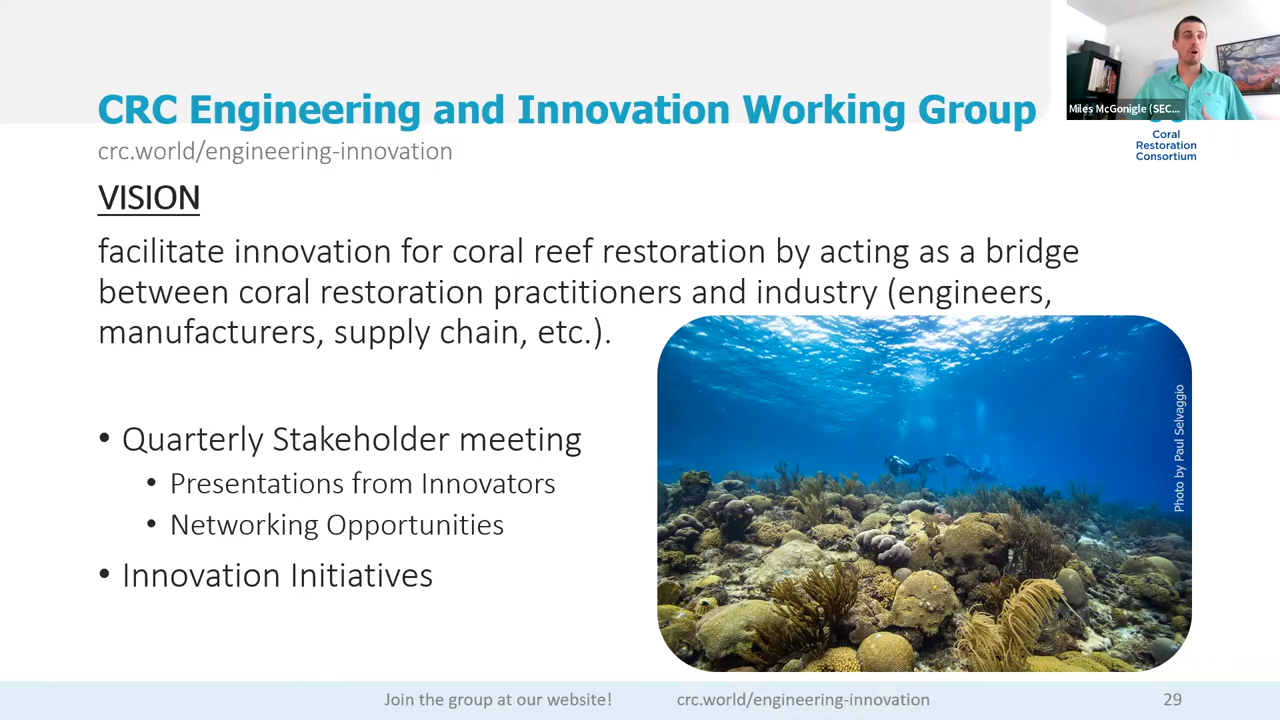 CRC Engineering and Innovation Working Group
Miles McGonigle (SEC...
Coral
Restoration
Consortium
crc.world/engineering-innovation
VISION
facilitate innovation for coral reef restoration by acting as a bridge
between coral restoration practitioners and industry (engineers,
manufacturers, supply chain, etc.).
• Quarterly Stakeholder meeting
• Presentations from Innovators
• Networking Opportunities
• Innovation Initiatives
Photo by Paul Selvaggio
Join the group at our website!
crc.world/engineering-innovation
29